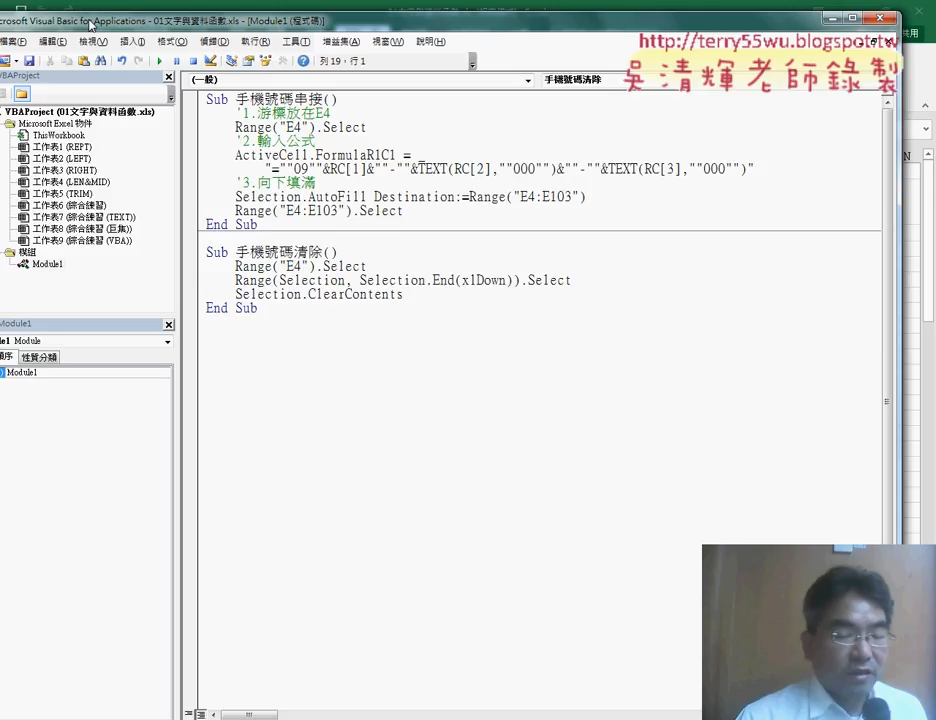 crosoft Visual Basic for Applications - 01文字與資料函數.xls - [Module1 (程式碼)]
檔案(F) 編輯(E) 檢視(V) 插入(I) 格式(O) 偵錯(D) 執行(R) 工具(T) 增益集(A) 視窗(W) 說明(H)
http://terry55wu.blogspot.tw
共用
列 19，行 1
吳清輝老師錄製
VBAProject
(一般)
手機號碼清除
VBAProject (01文字與資料函數.xls)
Microsoft Excel 物件
ThisWorkbook
工作表1 (REPT)
工作表2 (LEFT)
工作表3 (RIGHT)
工作表4 (LEN&MID)
工作表5 (TRIM)
工作表6 (綜合練習)
工作表7 (綜合練習 (TEXT))
工作表8 (綜合練習 (巨集))
工作表9 (綜合練習 (VBA))
模組
Module1
Sub 手機號碼串接()
'1.游標放在E4
Range("E4").Select
'2.輸入公式
ActiveCell.FormulaR1C1 = _
"=""09""&RC[1]&""-""&TEXT(RC[2],""000"")&""-""&TEXT(RC[3],""000"")"
'3.向下填滿
Selection.AutoFill Destination:=Range("E4:E103")
Range("E4:E103").Select
End Sub
Sub 手機號碼清除()
Range("E4").Select
Range(Selection, Selection.End(xlDown)).Select
Selection.ClearContents
End Sub
Module1
le1 Module
順序 性質分類
Module1
N